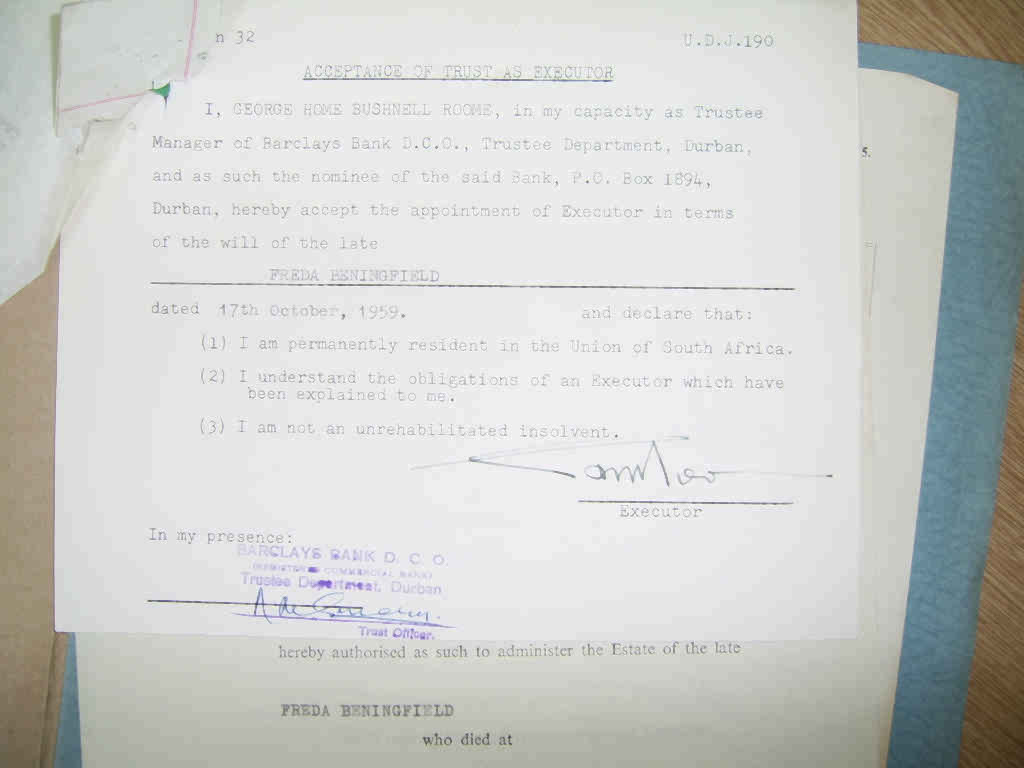 n 32
U.D.J.190
ACCEPTANCE OF TRUST AS EXECUTOR
I, GEORGE HOME BUSHNELL ROOME, in my capacity as Trustee
Manager of Barclays Bank D.C.O., Trustee Department, Durban,
and as such the nominee of the said Bank, P.O. Box 1894,
Durban, hereby accept the appointment of Executor in terms
of the will of the late
FREDA BENINGFIELD
dated 17th October, 1959. and declare that:
(1) I am permanently resident in the Union of South Africa.
(2) I understand the obligations of an Executor which have
been explained to me.
(3) I am not an unrehabilitated insolvent.
Executor
In my presence:
BARCLAYS BANK D. C. O.
(REGISTERED COMMERCIAL BANK)
Trustee Department, Durban
Trust Officer.
5.
hereby authorised as such to administer the Estate of the late
FREDA BENINGFIELD
who died at